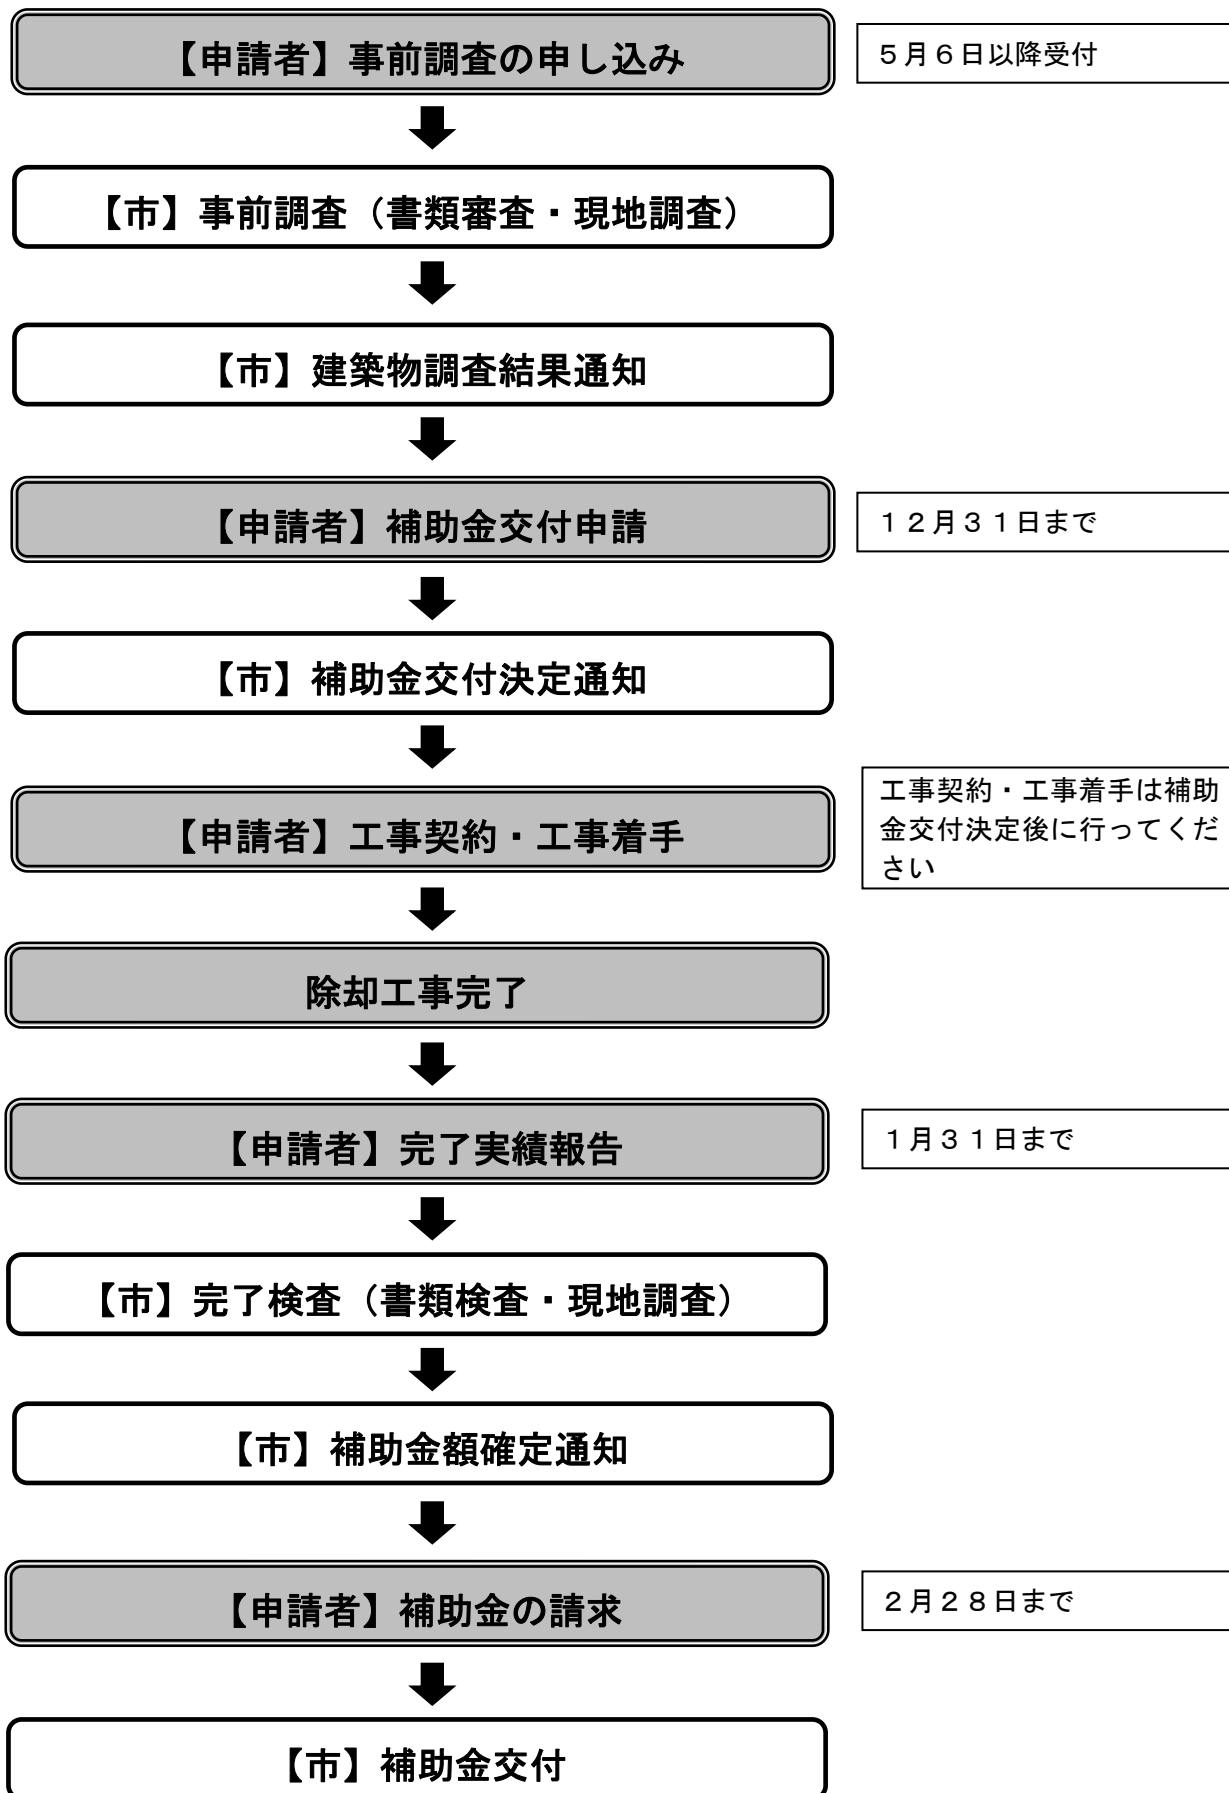 【申請者】事前調査の申し込み
５月６日以降受付
【市】事前調査（書類審査・現地調査）
【市】建築物調査結果通知
【申請者】補助金交付申請
１２月３１日まで
【市】補助金交付決定通知
【申請者】工事契約・工事着手
工事契約・工事着手は補助
金交付決定後に行ってくだ
さい
除却工事完了
【申請者】完了実績報告
１月３１日まで
【市】完了検査（書類検査・現地調査）
【市】補助金額確定通知
【申請者】補助金の請求
２月２８日まで
【市】補助金交付